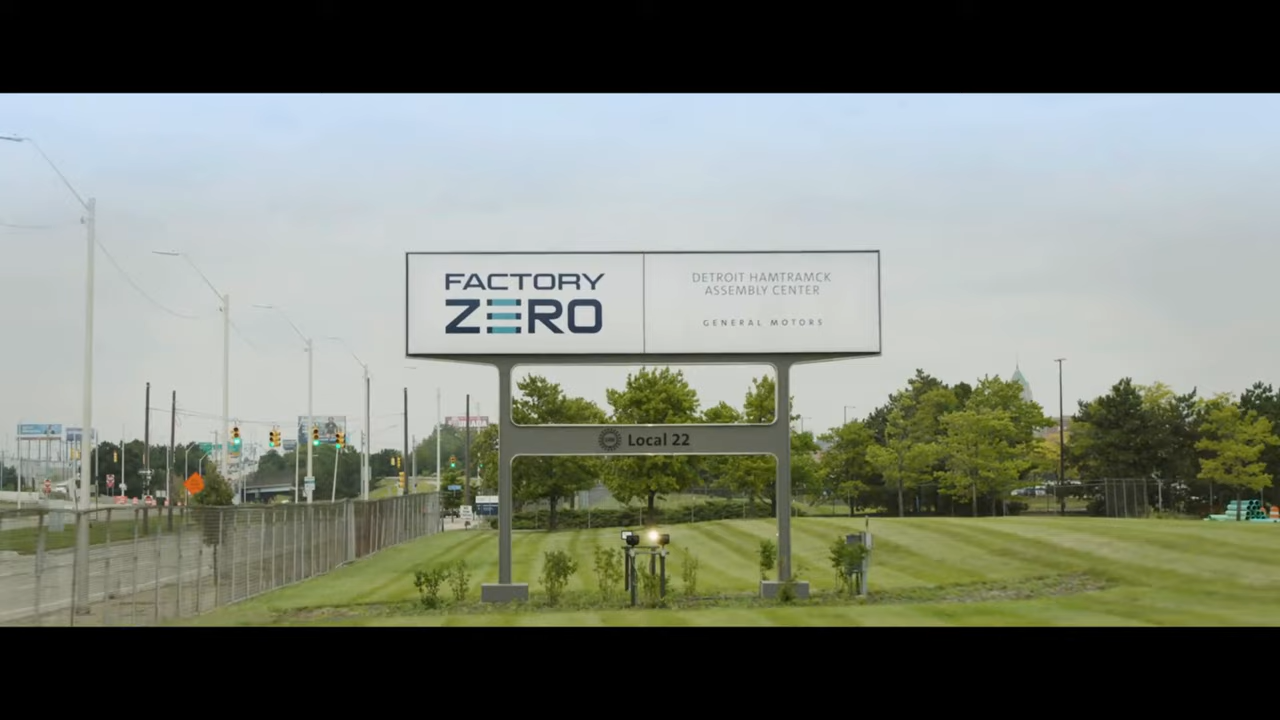 FACTORY
ZERO
DETROIT HAMTRAMCK
ASSEMBLY CENTER
GENERAL MOTORS
Local 22